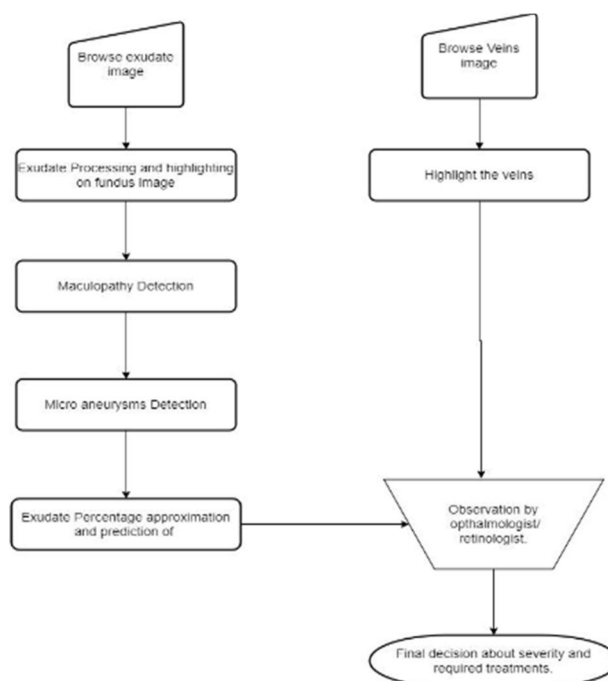 Browse exudate
image
Exudate Processing and highlighting
on fundus image
Maculopathy Detection
Micro aneurysms Detection
Exudate Percentage approximation
and prediction of
Browse Veins
image
Highlight the veins
Observation by
opthalmologist/
retinologist.
Final decision about severity and
required treatments.